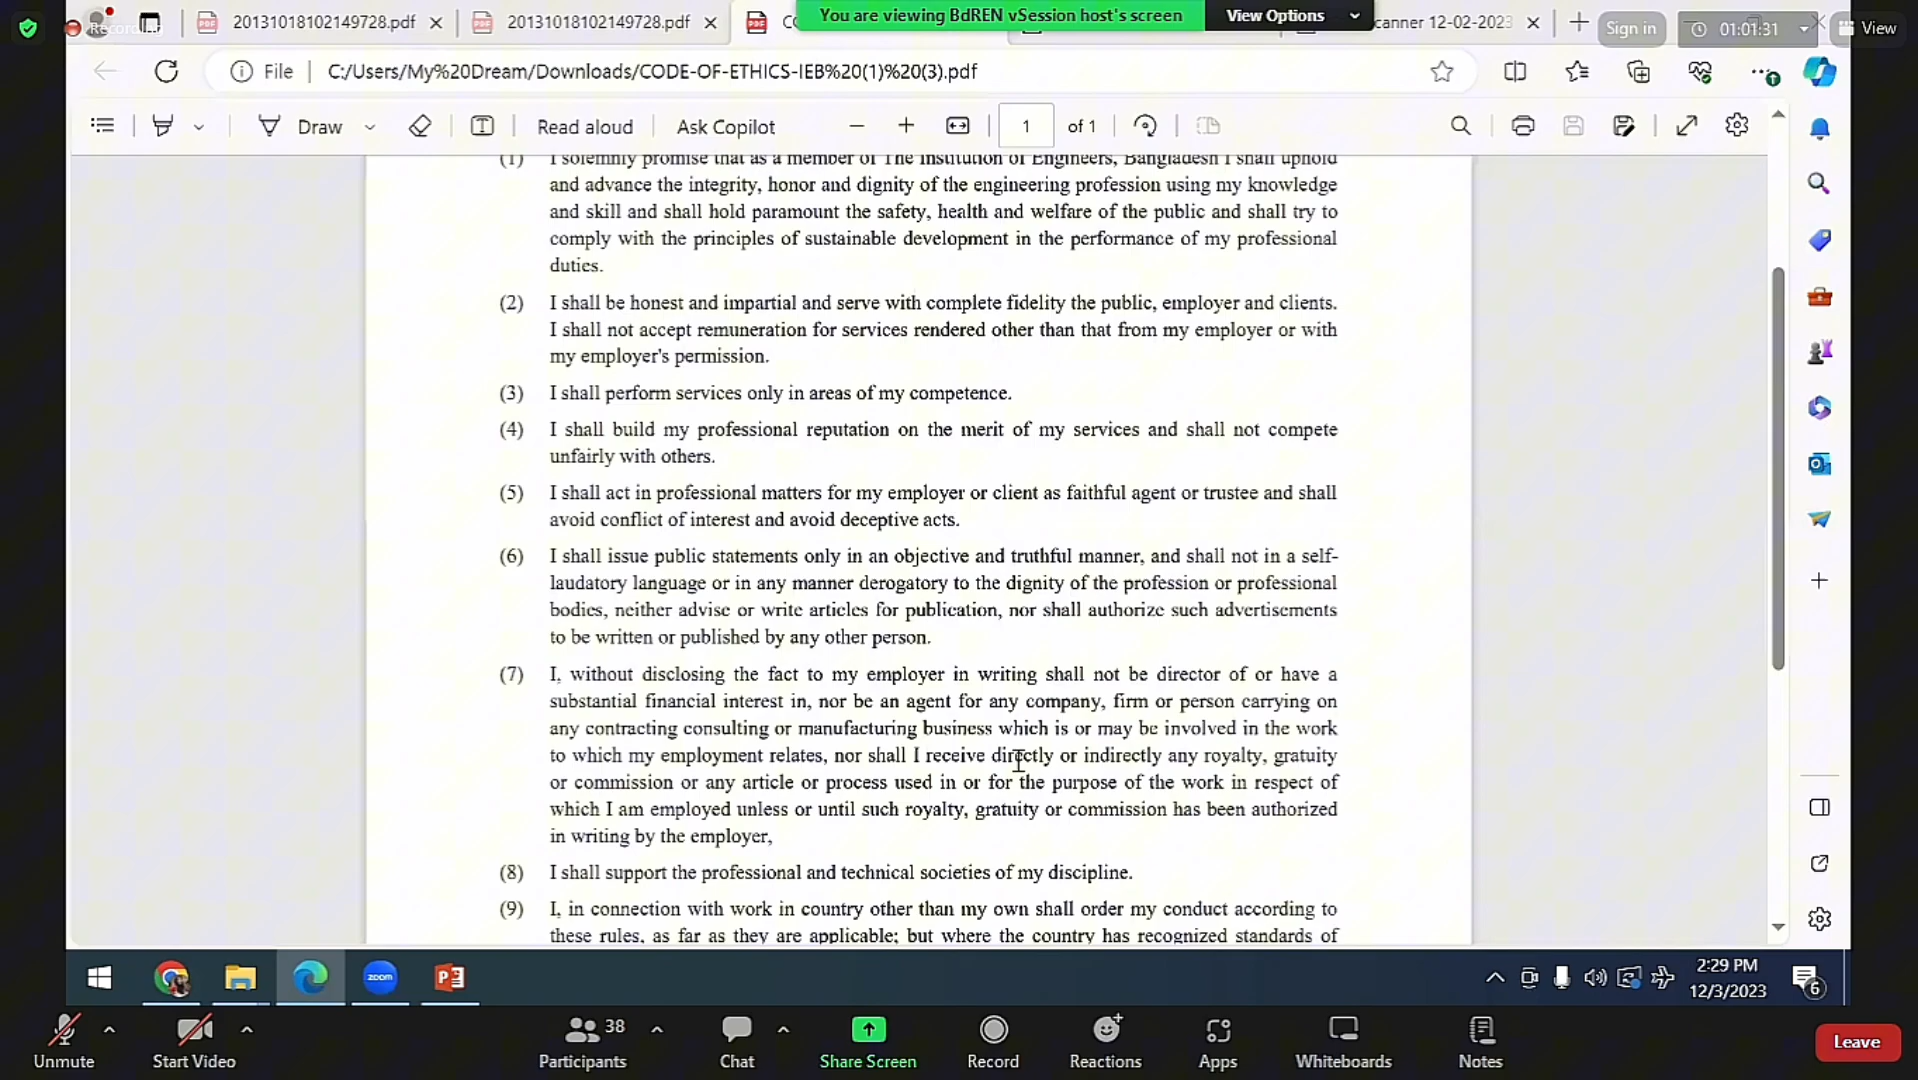 Recording
20131018102149728.pdf
20131018102149728.pdf
CO
You are viewing BdREN vSession host's screen
View Options
canner 12-02-2023
Sign in
01:01:31
View
File
C:/Users/My%20Dream/Downloads/CODE-OF-ETHICS-IEB%20(1)%20(3).pdf
Draw
Read aloud
Ask Copilot
1
of 1
(1) I solemnly promise that as a member of The Institution of Engineers, Bangladesh I shall uphold
and advance the integrity, honor and dignity of the engineering profession using my knowledge
and skill and shall hold paramount the safety, health and welfare of the public and shall try to
comply with the principles of sustainable development in the performance of my professional
duties.
(2) I shall be honest and impartial and serve with complete fidelity the public, employer and clients.
I shall not accept remuneration for services rendered other than that from my employer or with
my employer's permission.
(3) I shall perform services only in areas of my competence.
(4) I shall build my professional reputation on the merit of my services and shall not compete
unfairly with others.
(5) I shall act in professional matters for my employer or client as faithful agent or trustee and shall
avoid conflict of interest and avoid deceptive acts.
(6) I shall issue public statements only in an objective and truthful manner, and shall not in a self-
laudatory language or in any manner derogatory to the dignity of the profession or professional
bodies, neither advise or write articles for publication, nor shall authorize such advertisements
to be written or published by any other person.
(7) I, without disclosing the fact to my employer in writing shall not be director of or have a
substantial financial interest in, nor be an agent for any company, firm or person carrying on
any contracting consulting or manufacturing business which is or may be involved in the work
to which my employment relates, nor shall I receive directly or indirectly any royalty, gratuity
or commission or any article or process used in or for the purpose of the work in respect of
which I am employed unless or until such royalty, gratuity or commission has been authorized
in writing by the employer,
(8) I shall support the professional and technical societies of my discipline.
(9) I, in connection with work in country other than my own shall order my conduct according to
these rules, as far as they are applicable; but where the country has recognized standards of
zoom
2:29 PM
12/3/2023
6
38
Unmute
Start Video
Participants
Chat
Share Screen
Record
Reactions
Apps
Whiteboards
Notes
Leave